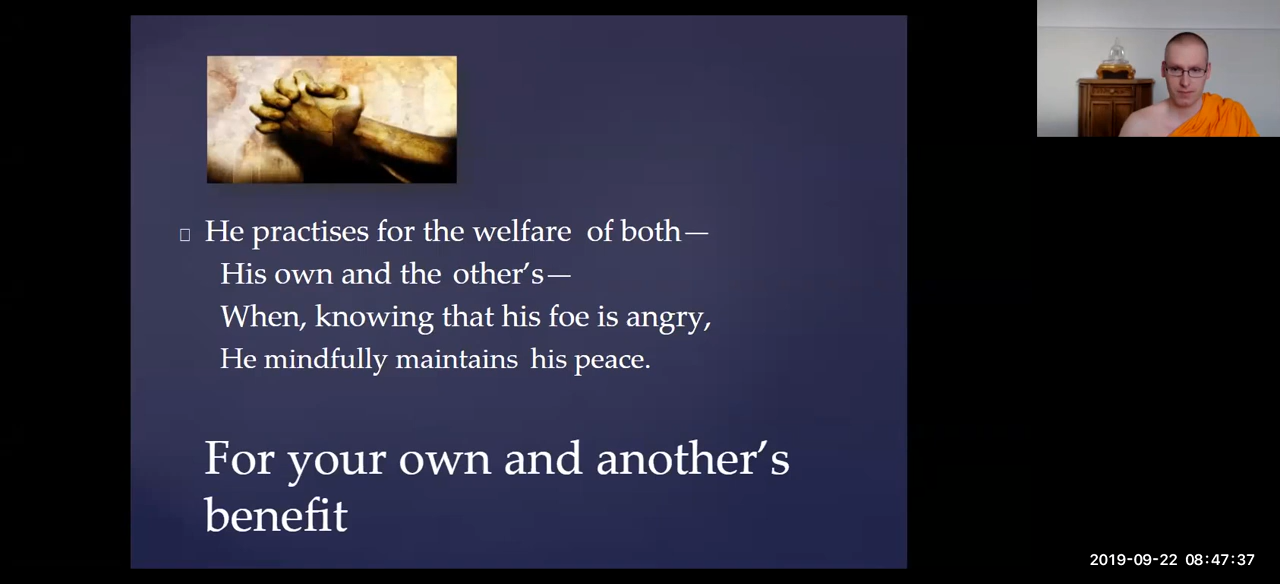 He practises for the welfare of both—
His own and the other’s—
When, knowing that his foe is angry,
He mindfully maintains his peace.
For your own and another’s
benefit
2019-09-22 08:47:37